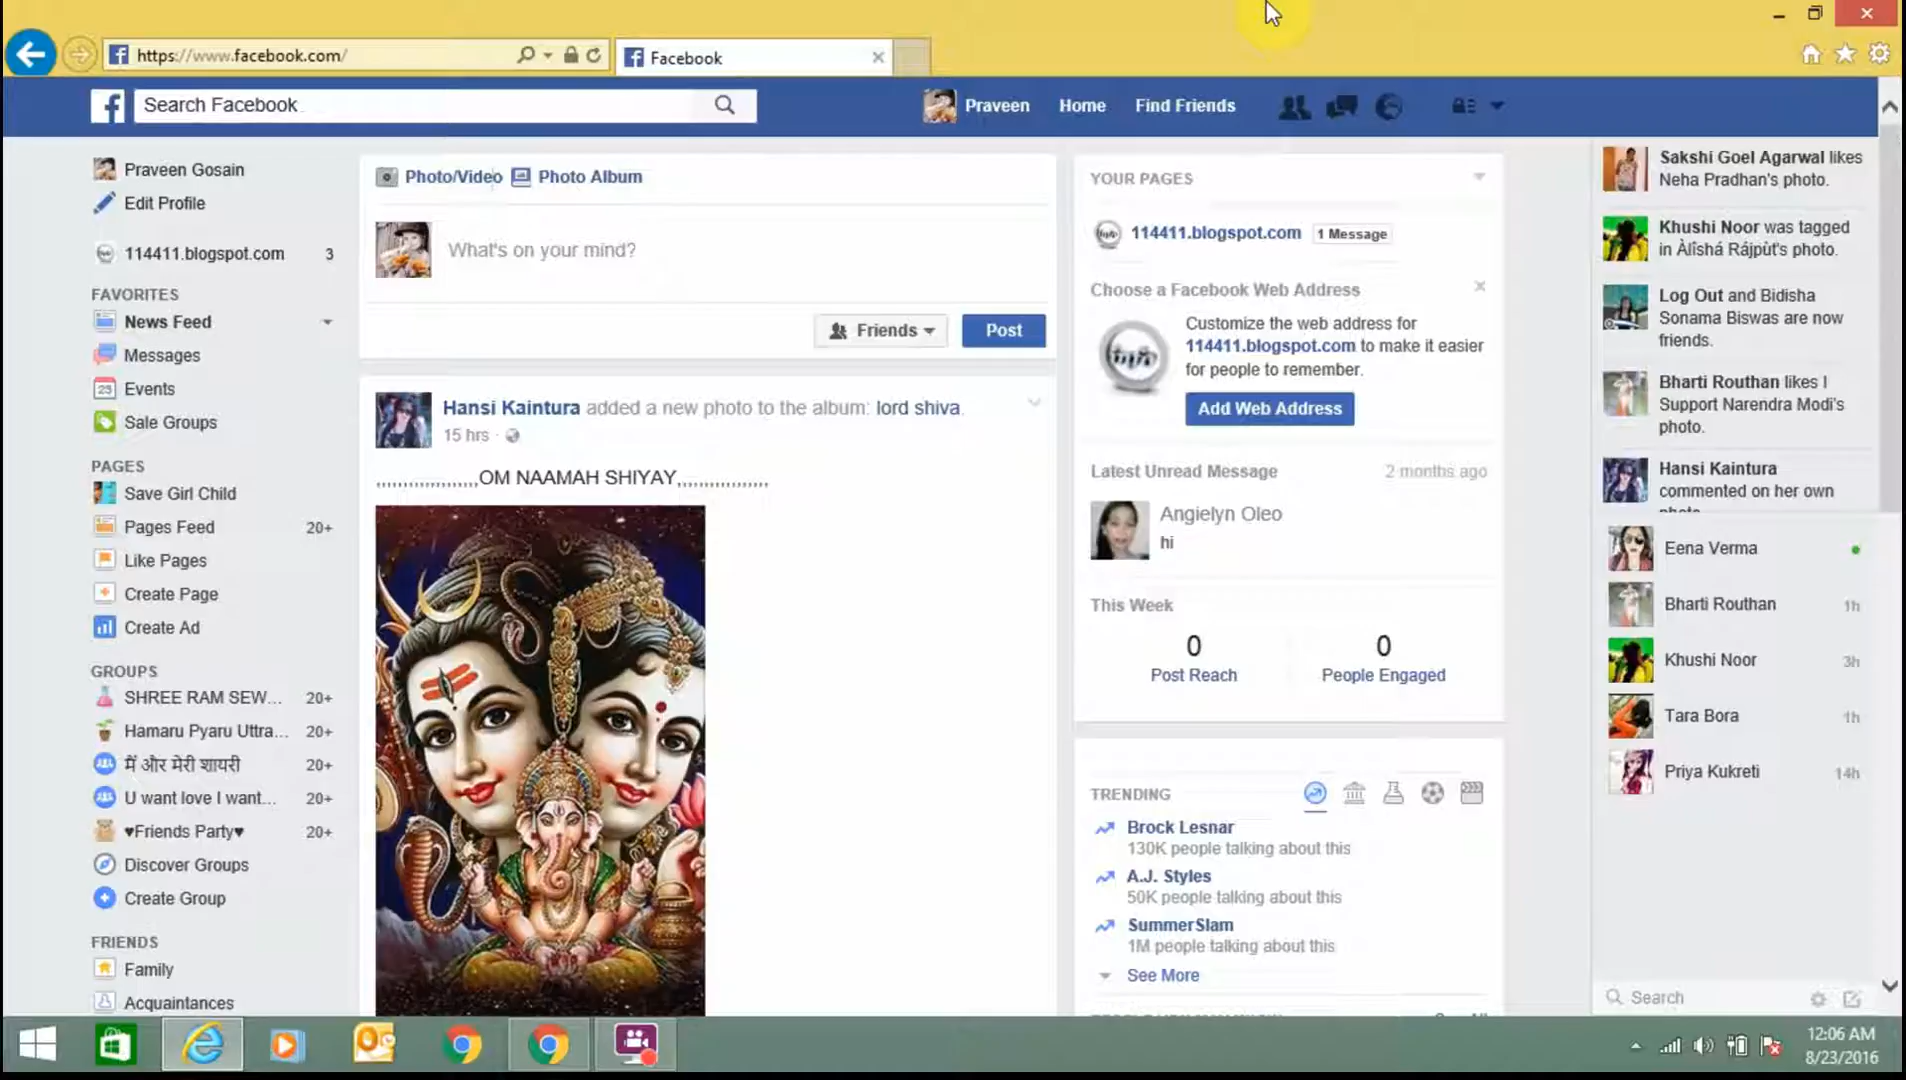 https://www.facebook.com/
Facebook
Search Facebook
Praveen
Home
Find Friends
Praveen Gosain
Edit Profile
114411.blogspot.com 3
FAVORITES
News Feed
Messages
Events
Sale Groups
PAGES
Save Girl Child
Pages Feed 20+
Like Pages
Create Page
Create Ad
GROUPS
SHREE RAM SEW... 20+
Hamaru Pyaru Uttra... 20+
मैं और मेरी शायरी 20+
U want love I want... 20+
♥Friends Party♥ 20+
Discover Groups
Create Group
FRIENDS
Family
Acquaintances
Photo/Video
Photo Album
What's on your mind?
Friends
Post
Hansi Kaintura added a new photo to the album: lord shiva.
15 hrs ·
,,,,,,,,,,,,,,,,,,,OM NAAMAH SHIYAY,,,,,,,,,,,,,,,,,
YOUR PAGES
114411.blogspot.com 1 Message
Choose a Facebook Web Address
Customize the web address for
114411.blogspot.com to make it easier
for people to remember.
Add Web Address
Latest Unread Message 2 months ago
Angielyn Oleo
hi
This Week
0 0
Post Reach People Engaged
TRENDING
Brock Lesnar
130K people talking about this
A.J. Styles
50K people talking about this
SummerSlam
1M people talking about this
See More
Sakshi Goel Agarwal likes
Neha Pradhan's photo.
Khushi Noor was tagged
in Àlîshá Rájpùt's photo.
Log Out and Bidisha
Sonama Biswas are now
friends.
Bharti Routhan likes I
Support Narendra Modi's
photo.
Hansi Kaintura
commented on her own
photo.
Eena Verma
Bharti Routhan 1h
Khushi Noor 3h
Tara Bora 1h
Priya Kukreti 14h
Search
12:06 AM
8/23/2016